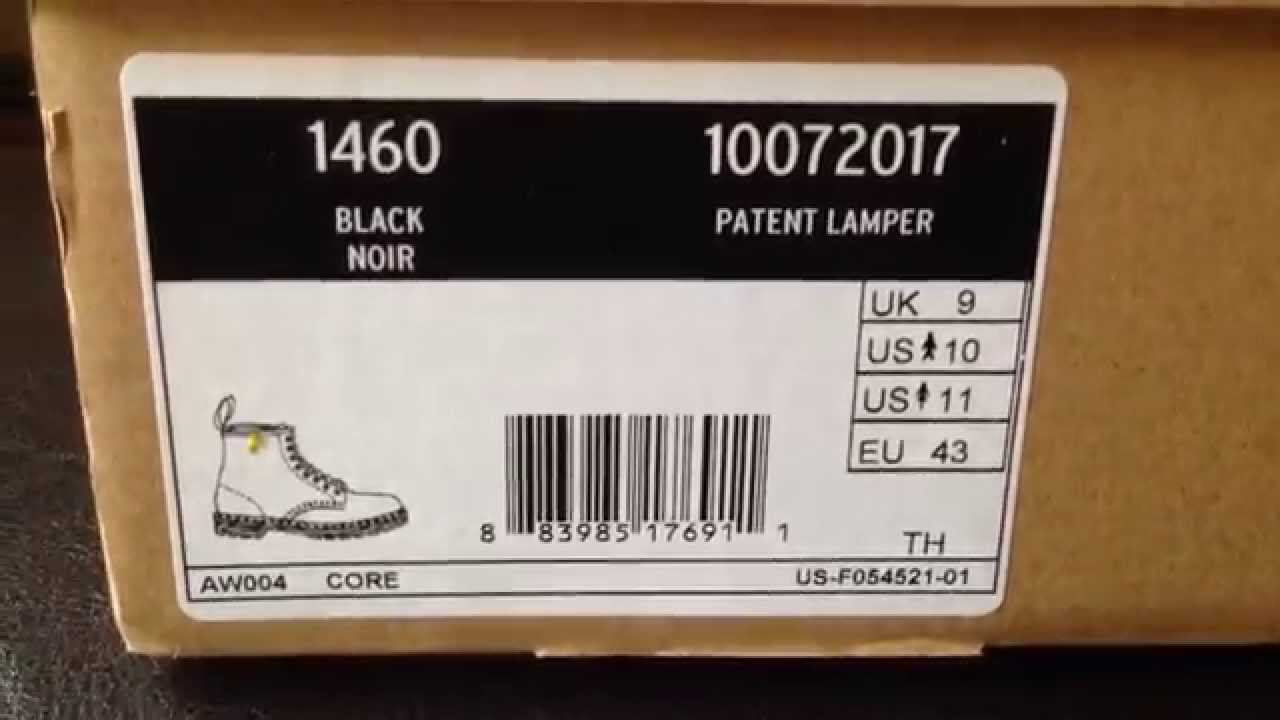 1460 10072017
BLACK PATENT LAMPER
NOIR
UK 9
US 10
US 11
EU 43
8 83985 17691 1
TH
AW004 CORE US-F054521-01